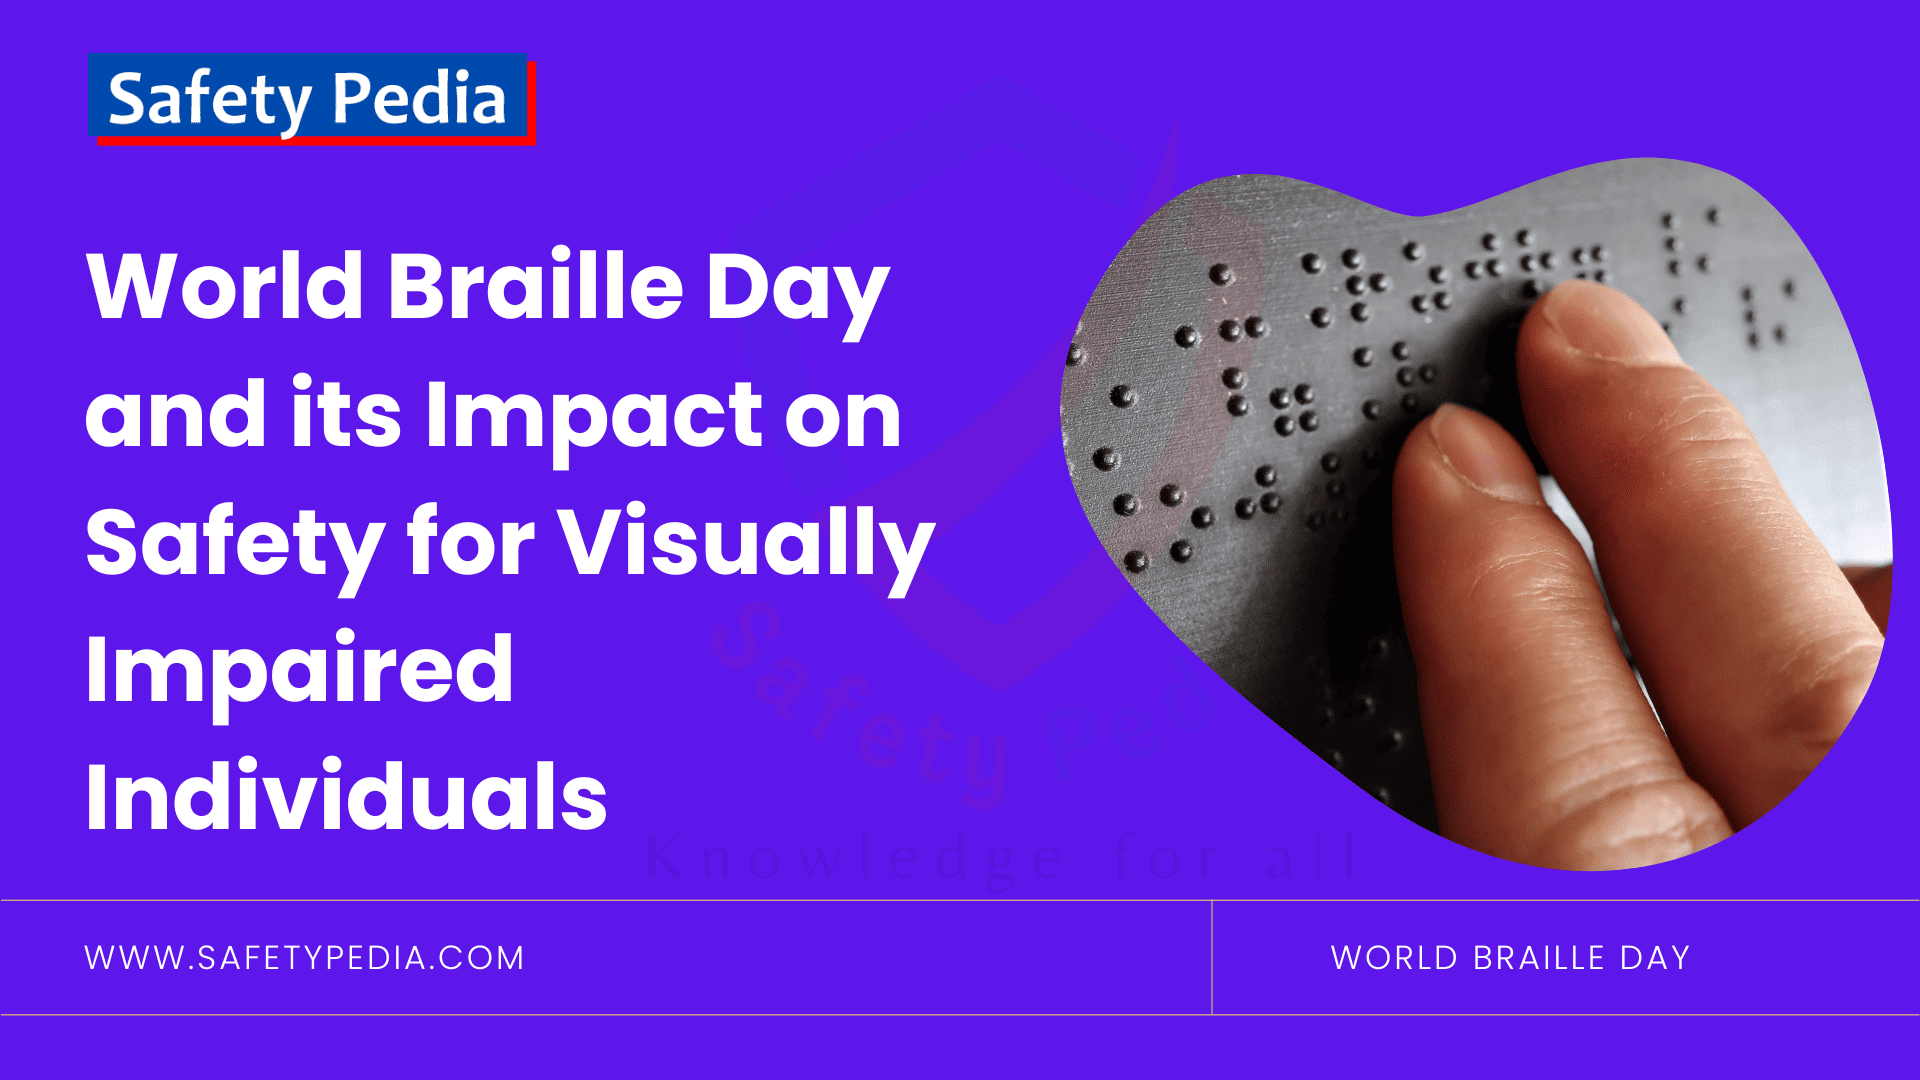 Safety Pedia
World Braille Day
and its Impact on
Safety for Visually
Impaired
Individuals
Safety Ped
Knowledge for all
WWW.SAFETYPEDIA.COM
WORLD BRAILLE DAY